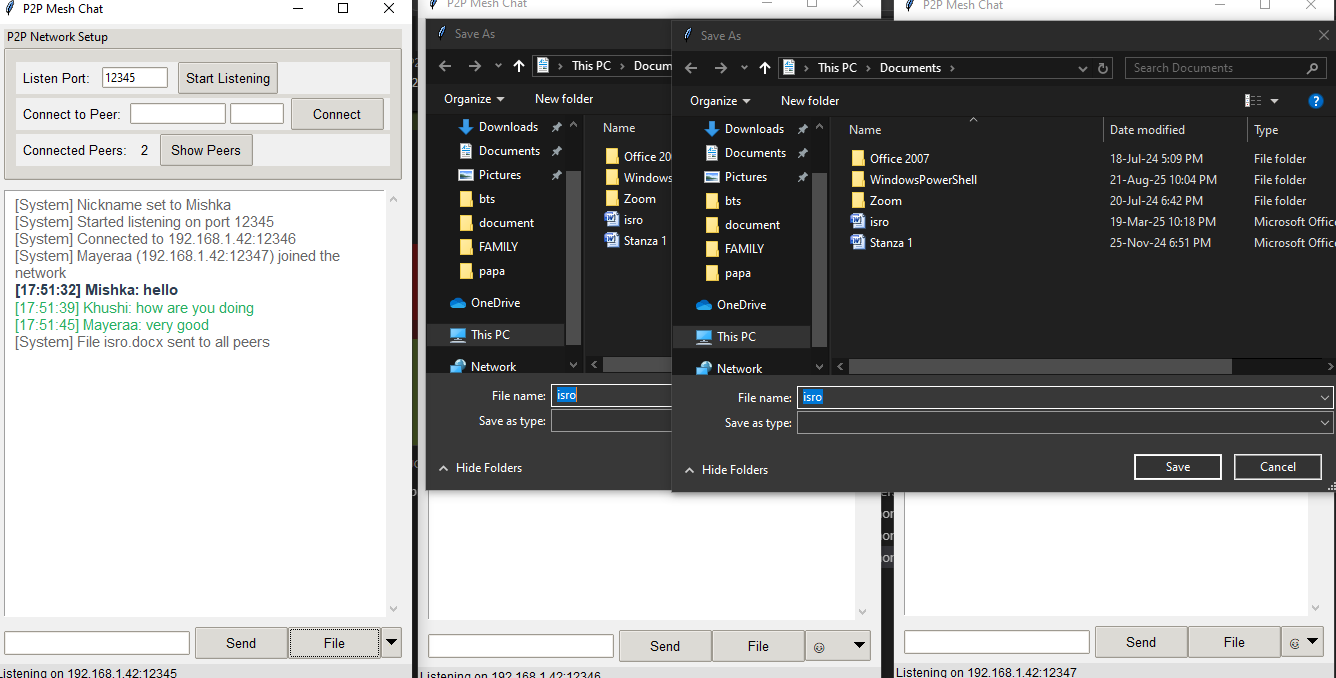 P2P Mesh Chat
P2P Network Setup
Listen Port: 12345 Start Listening
Connect to Peer: Connect
Connected Peers: 2 Show Peers
[System] Nickname set to Mishka
[System] Started listening on port 12345
[System] Connected to 192.168.1.42:12346
[System] Mayeraa (192.168.1.42:12347) joined the
network
[17:51:32] Mishka: hello
[17:51:39] Khushi: how are you doing
[17:51:45] Mayeraa: very good
[System] File isro.docx sent to all peers
Send File
Listening on 192.168.1.42:12345
P2P Mesh Chat
Save As
This PC Docum
Organize New folder
Downloads
Documents
Pictures
bts
document
FAMILY
papa
OneDrive
This PC
Network
Name
Office 20
Windows
Zoom
isro
Stanza 1
File name: isro
Save as type:
Hide Folders
Send File
Listening on 192.168.1.42:12346
P2P Mesh Chat
Save As
This PC Documents
Search Documents
Organize New folder
Downloads
Documents
Pictures
bts
document
FAMILY
papa
OneDrive
This PC
Network
Name Date modified Type
Office 2007 18-Jul-24 5:09 PM File folder
WindowsPowerShell 21-Aug-25 10:04 PM File folder
Zoom 20-Jul-24 6:42 PM File folder
isro 19-Mar-25 10:18 PM Microsoft Offic
Stanza 1 25-Nov-24 6:51 PM Microsoft Offic
File name: isro
Save as type:
Hide Folders
Save Cancel
Send File
Listening on 192.168.1.42:12347